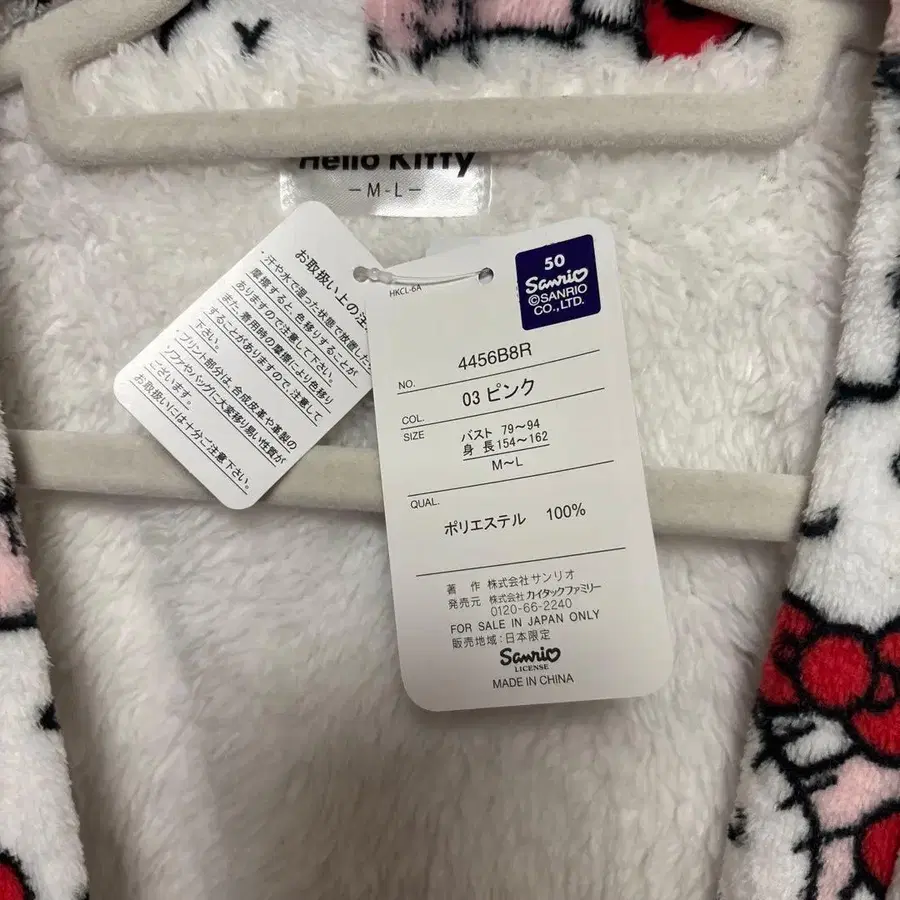 Hello Kitty
-M-L-
お取扱い上の注
・汗や水で湿った状態で放置した
摩擦すると、色移りすることが
ありますので注意して下さい。
また、着用時の摩擦により色移り
することがありますので、注意して
下さい。
・プリント部分は、合成皮革や革製の
ソファやバッグに大変移り易い性質が
ございます。
お取扱いには十分ご注意下さい。
HKCL-6A
50
Sanrio
©SANRIO
CO.,LTD.
NO. 4456B8R
COL. 03 ピンク
SIZE バスト 79～94
身 長 154～162
M～L
QUAL.
ポリエステル 100%
著 作 株式会社サンリオ
発売元 株式会社カイタックファミリー
0120-66-2240
FOR SALE IN JAPAN ONLY
販売地域:日本限定
Sanrio
LICENSE
MADE IN CHINA